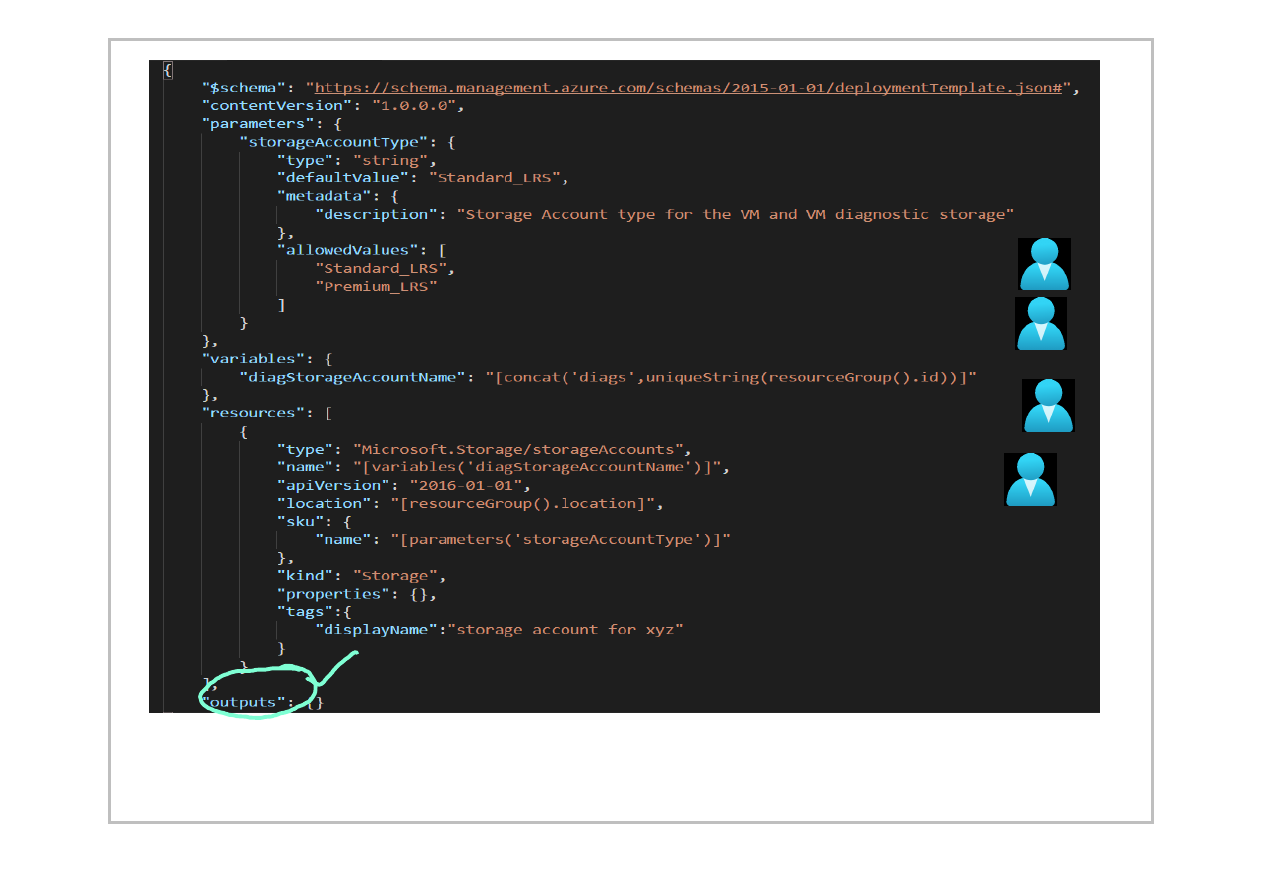 {
"$schema": "https://schema.management.azure.com/schemas/2015-01-01/deploymentTemplate.json#",
"contentVersion": "1.0.0.0",
"parameters": {
"storageAccountType": {
"type": "string",
"defaultValue": "Standard_LRS",
"metadata": {
"description": "Storage Account type for the VM and VM diagnostic storage"
},
"allowedValues": [
"Standard_LRS",
"Premium_LRS"
]
}
},
"variables": {
"diagStorageAccountName": "[concat('diags',uniqueString(resourceGroup().id))]"
},
"resources": [
{
"type": "Microsoft.Storage/storageAccounts",
"name": "[variables('diagStorageAccountName')]",
"apiVersion": "2016-01-01",
"location": "[resourceGroup().location]",
"sku": {
"name": "[parameters('storageAccountType')]"
},
"kind": "Storage",
"properties": {},
"tags":{
"displayName":"storage account for xyz"
}
}
],
"outputs": {}